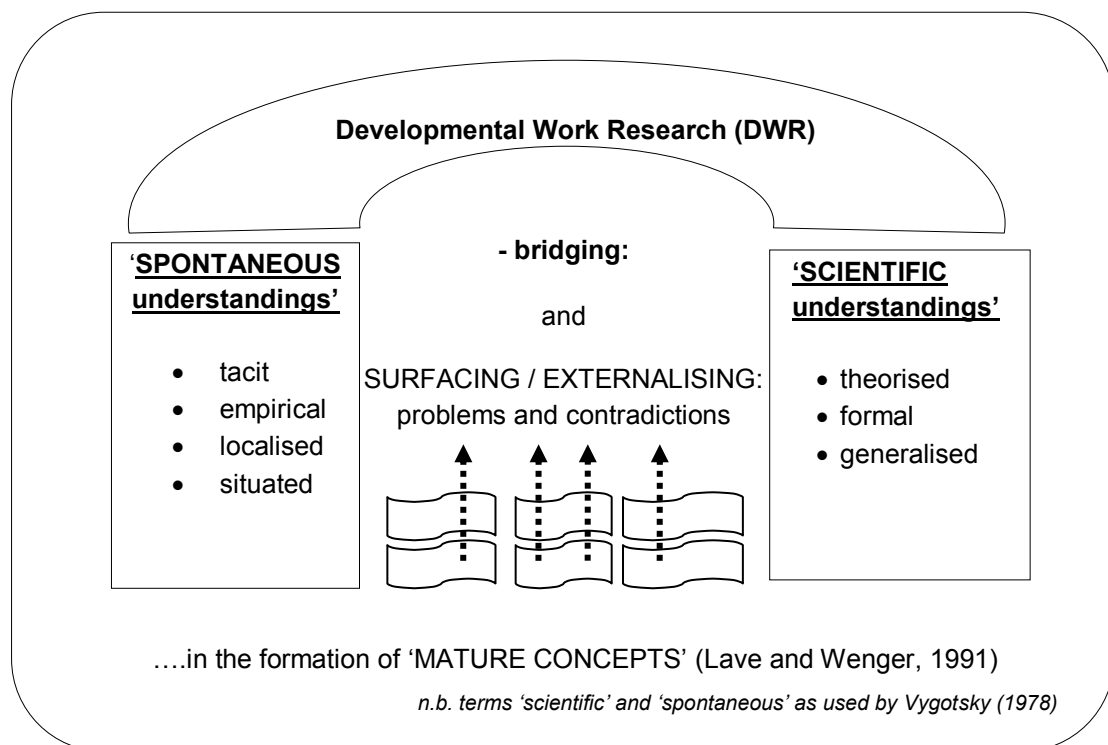 Developmental Work Research (DWR)
‘SPONTANEOUS
understandings’
• tacit
• empirical
• localised
• situated
- bridging:
and
SURFACING / EXTERNALISING:
problems and contradictions
‘SCIENTIFIC
understandings’
• theorised
• formal
• generalised
….in the formation of ‘MATURE CONCEPTS’ (Lave and Wenger, 1991)
n.b. terms ‘scientific’ and ‘spontaneous’ as used by Vygotsky (1978)